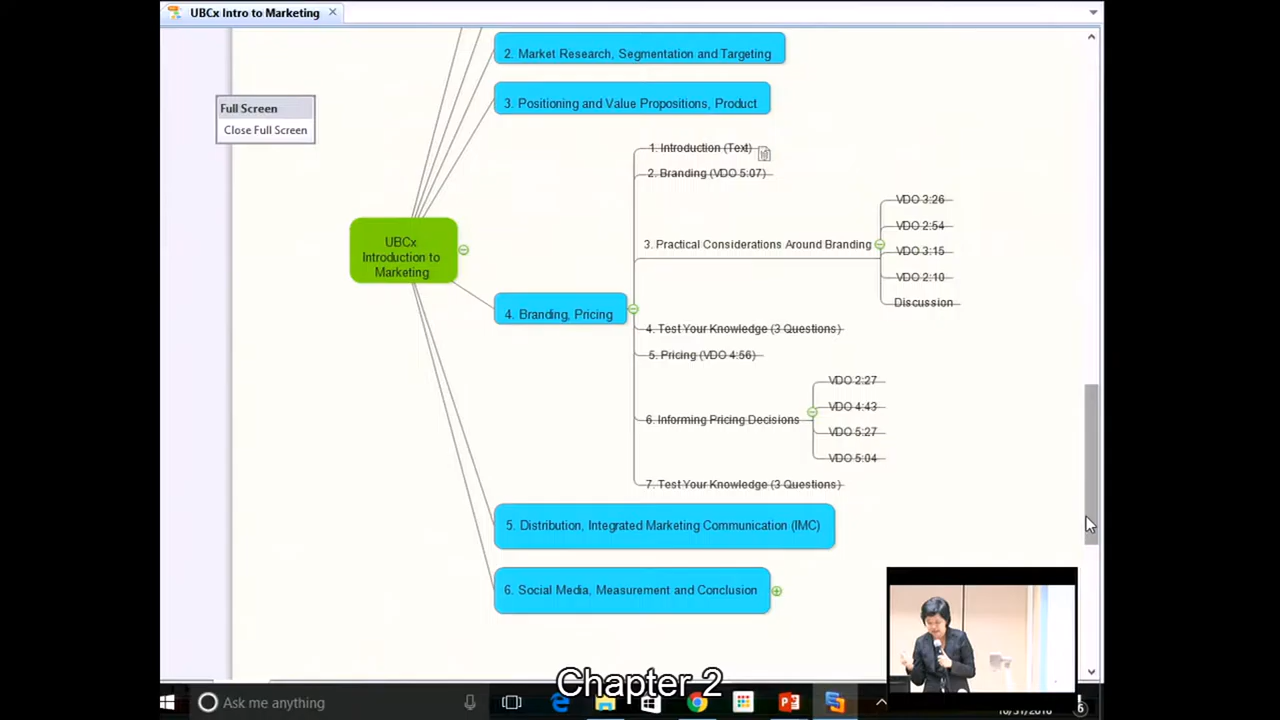 UBCx Intro to Marketing
2. Market Research, Segmentation and Targeting
3. Positioning and Value Propositions, Product
Full Screen
Close Full Screen
1. Introduction (Text)
2. Branding (VDO 5:07)
VDO 3:26
VDO 2:54
3. Practical Considerations Around Branding
VDO 3:15
VDO 2:10
Discussion
UBCx
Introduction to
Marketing
4. Branding, Pricing
4. Test Your Knowledge (3 Questions)
5. Pricing (VDO 4:56)
VDO 2:27
VDO 4:43
6. Informing Pricing Decisions
VDO 5:27
VDO 5:04
7. Test Your Knowledge (3 Questions)
5. Distribution, Integrated Marketing Communication (IMC)
6. Social Media, Measurement and Conclusion
Chapter 2
Ask me anything